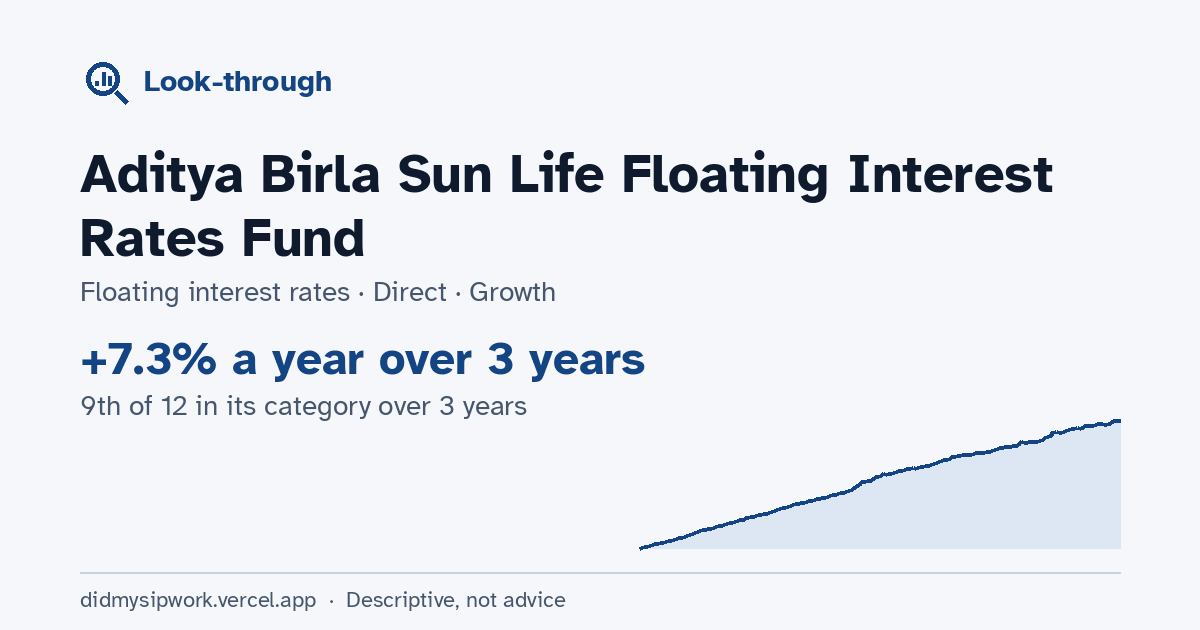 Look-through
Aditya Birla Sun Life Floating Interest
Rates Fund
Floating interest rates · Direct · Growth
+7.3% a year over 3 years
9th of 12 in its category over 3 years
didmysipwork.vercel.app · Descriptive, not advice